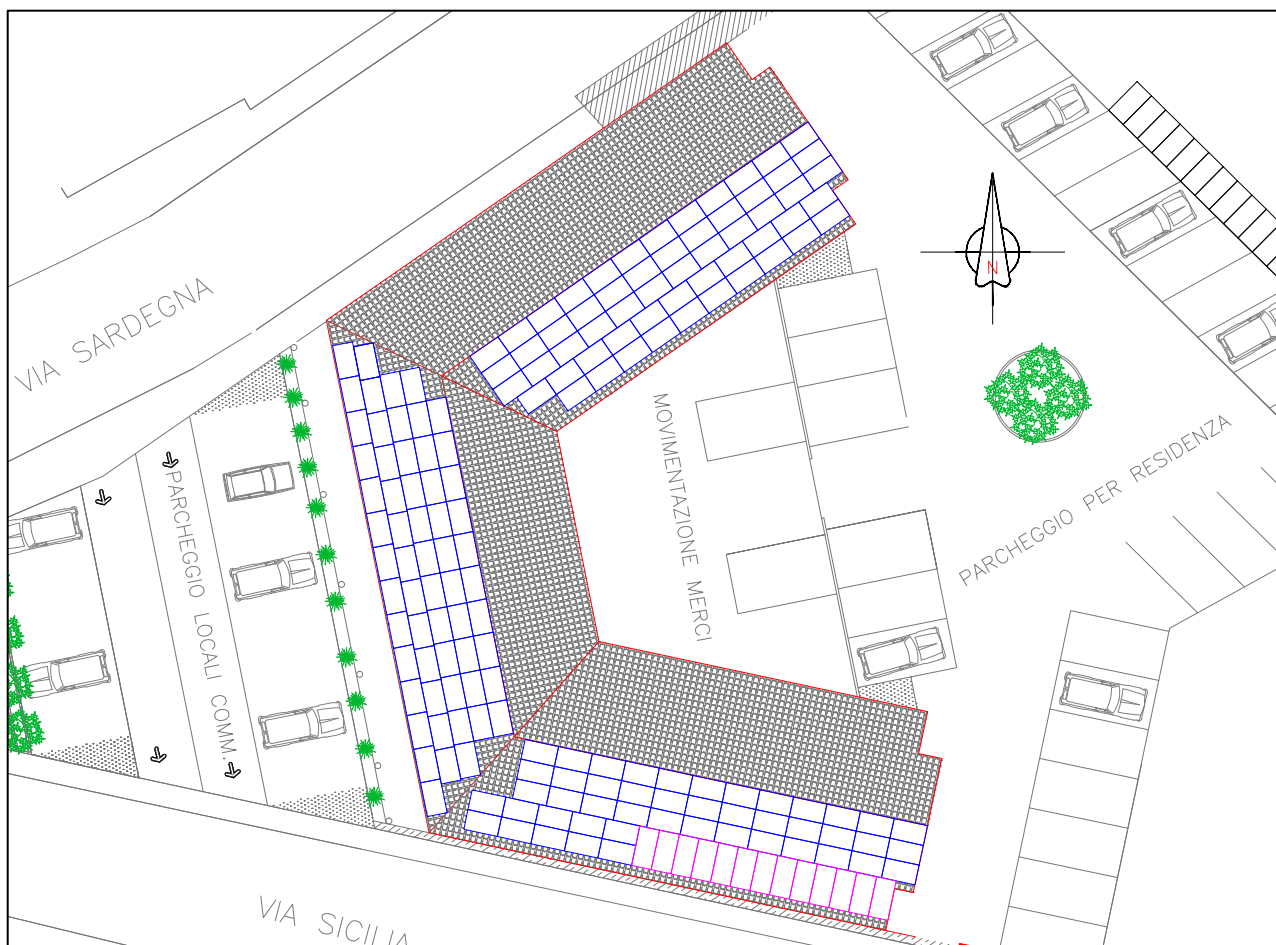 VIA SARDEGNA
N
MOVIMENTAZIONE MERCI
PARCHEGGIO PER RESIDENZA
PARCHEGGIO LOCALI COMM.
VIA SICILIA